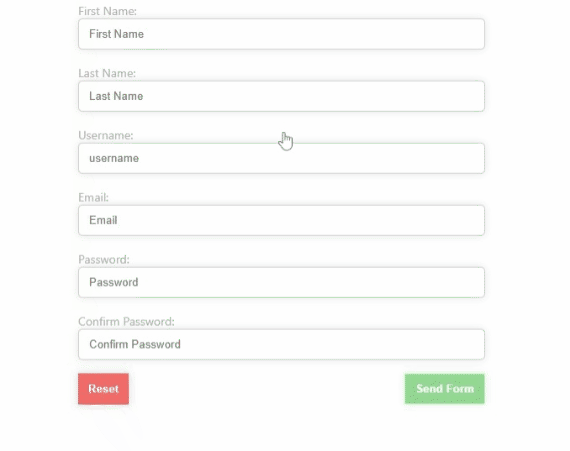 First Name:
First Name
Last Name:
Last Name
Username:
username
Email:
Email
Password:
Password
Confirm Password:
Confirm Password
Reset Send Form